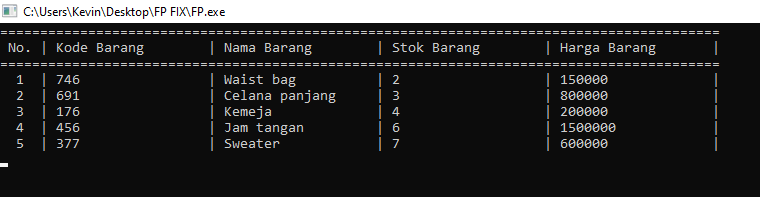 C:\Users\Kevin\Desktop\FP FIX\FP.exe
==========================================================================================
No. | Kode Barang | Nama Barang | Stok Barang | Harga Barang |
==========================================================================================
1 | 746 | Waist bag | 2 | 150000 |
2 | 691 | Celana panjang | 3 | 800000 |
3 | 176 | Kemeja | 4 | 200000 |
4 | 456 | Jam tangan | 6 | 1500000 |
5 | 377 | Sweater | 7 | 600000 |